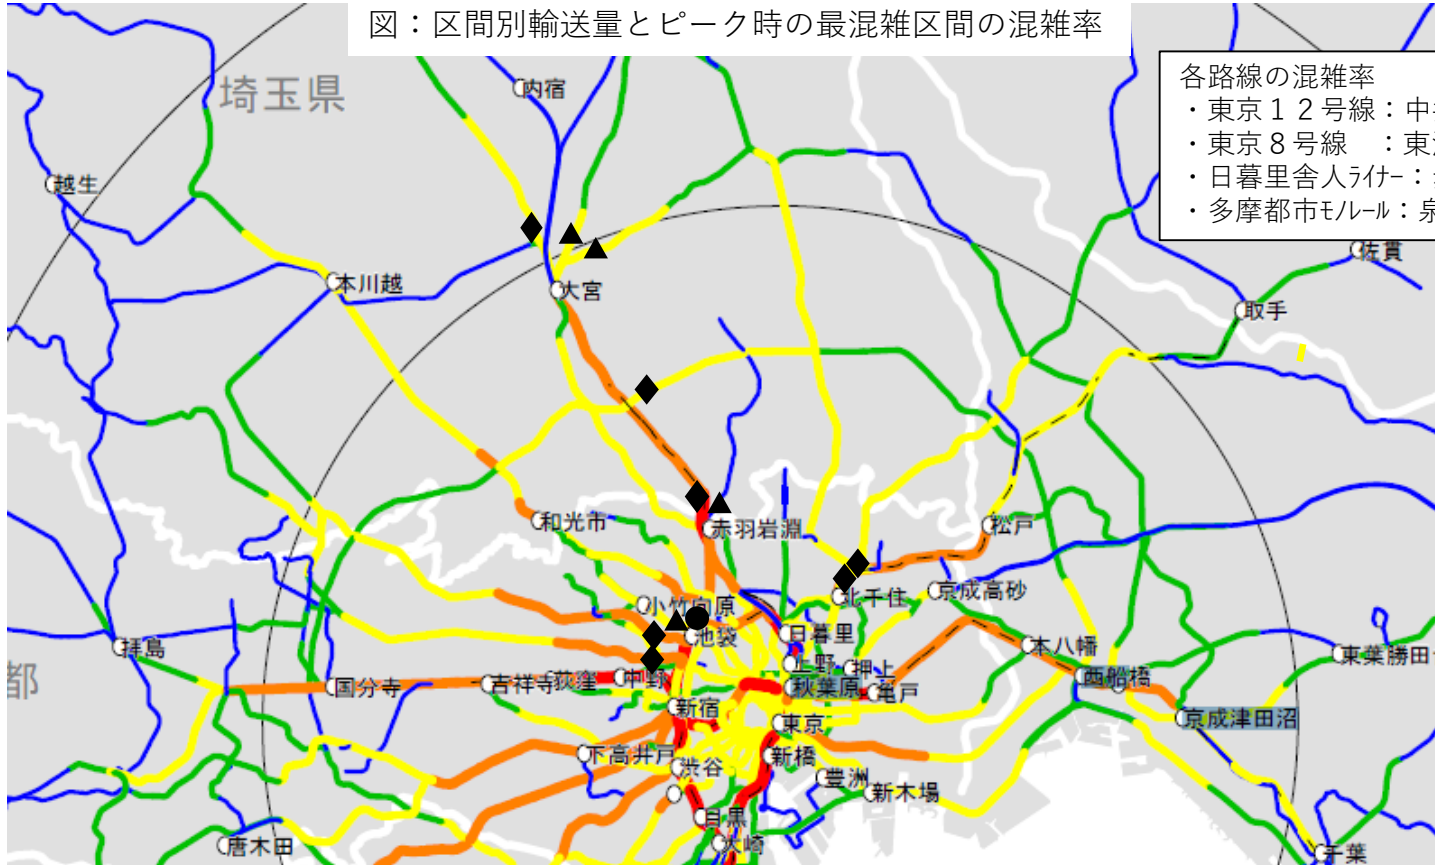 図：区間別輸送量とピーク時の最混雑区間の混雑率
各路線の混雑率
・東京１２号線：中
・東京８号線　：東
・日暮里舎人ﾗｲﾅｰ：
・多摩都市ﾓﾉﾚｰﾙ：泉
埼玉県
内宿
越生
佐貫
本川越
大宮
取手
和光市
赤羽岩淵
松戸
小竹向原
北千住
京成高砂
池袋
日暮里
拝島
本八幡
東葉勝田
都
上野
押上
国分寺
吉祥寺
荻窪
中野
秋葉原
亀戸
西船橋
新宿
東京
京成津田沼
下高井戸
渋谷
新橋
豊洲
新木場
目黒
唐木田
大崎
千葉